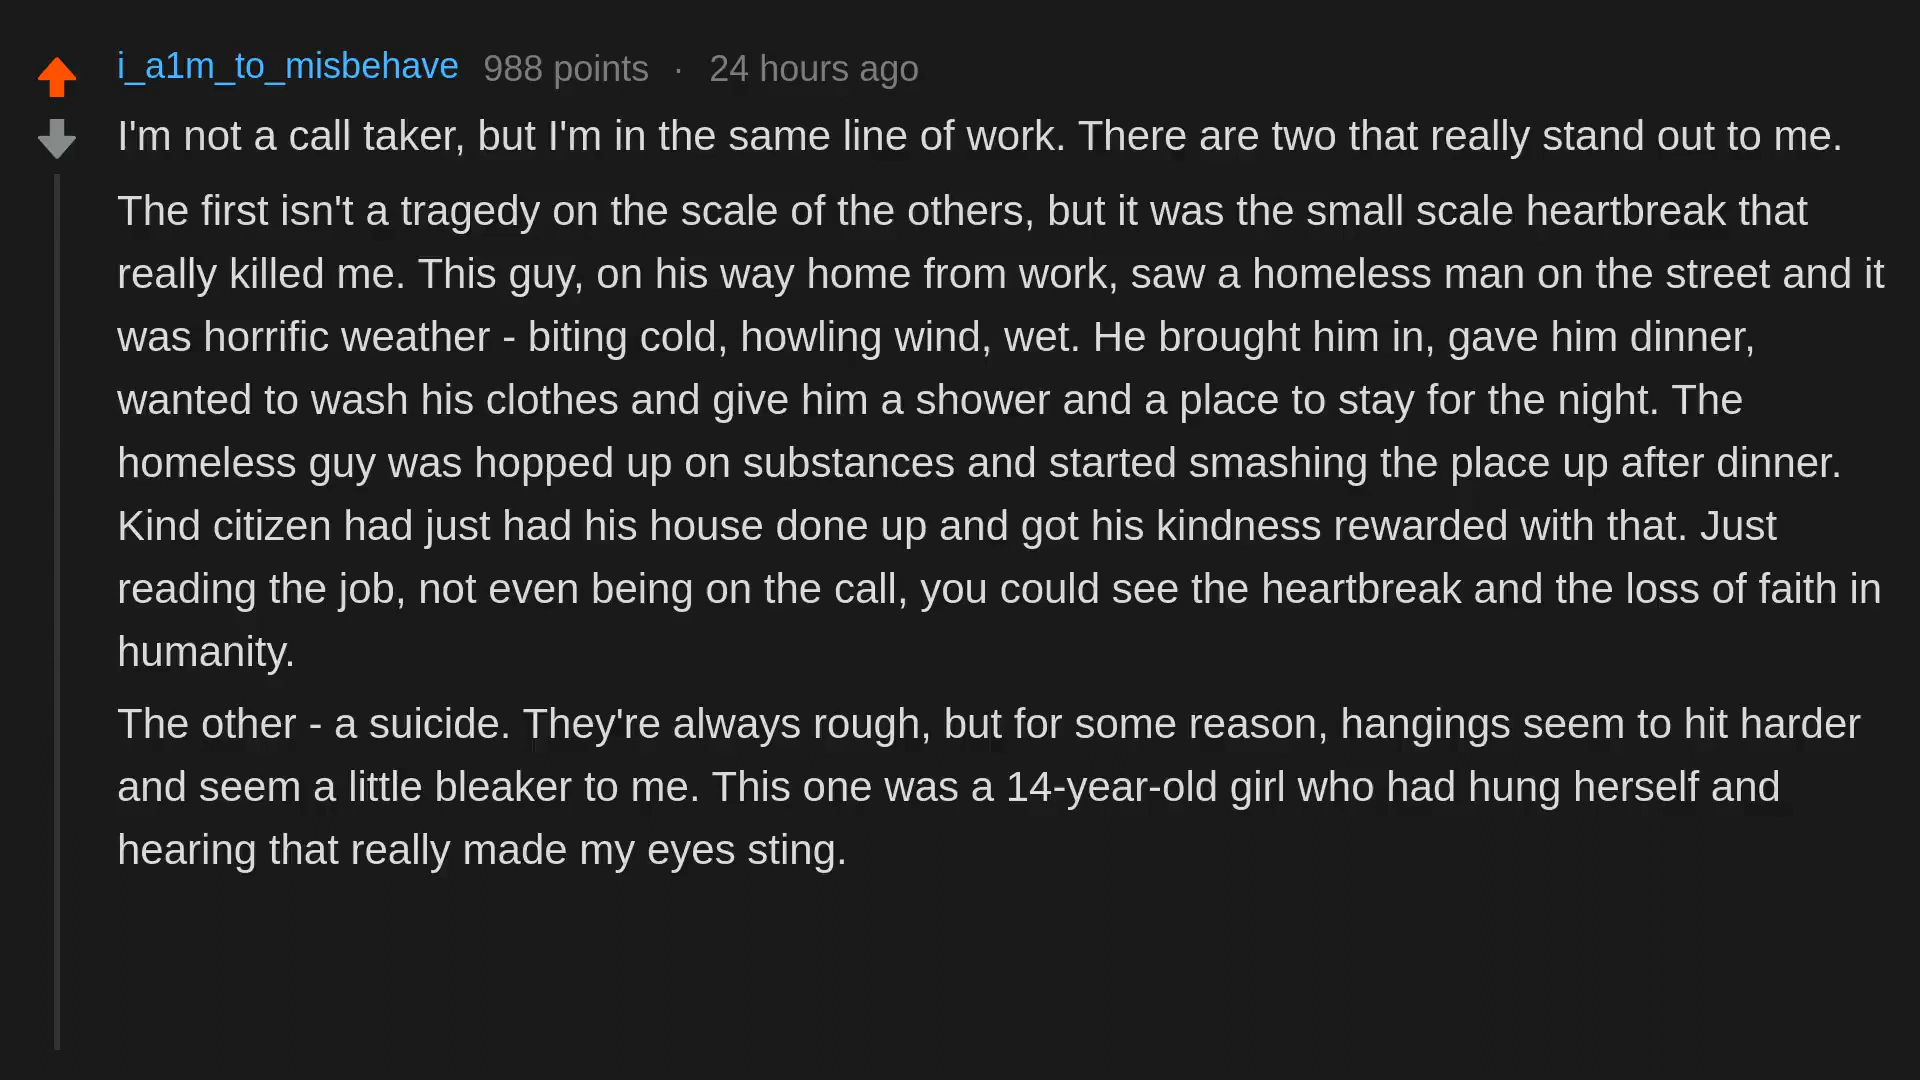 i_a1m_to_misbehave 988 points · 24 hours ago
I'm not a call taker, but I'm in the same line of work. There are two that really stand out to me.
The first isn't a tragedy on the scale of the others, but it was the small scale heartbreak that
really killed me. This guy, on his way home from work, saw a homeless man on the street and it
was horrific weather - biting cold, howling wind, wet. He brought him in, gave him dinner,
wanted to wash his clothes and give him a shower and a place to stay for the night. The
homeless guy was hopped up on substances and started smashing the place up after dinner.
Kind citizen had just had his house done up and got his kindness rewarded with that. Just
reading the job, not even being on the call, you could see the heartbreak and the loss of faith in
humanity.
The other - a suicide. They're always rough, but for some reason, hangings seem to hit harder
and seem a little bleaker to me. This one was a 14-year-old girl who had hung herself and
hearing that really made my eyes sting.